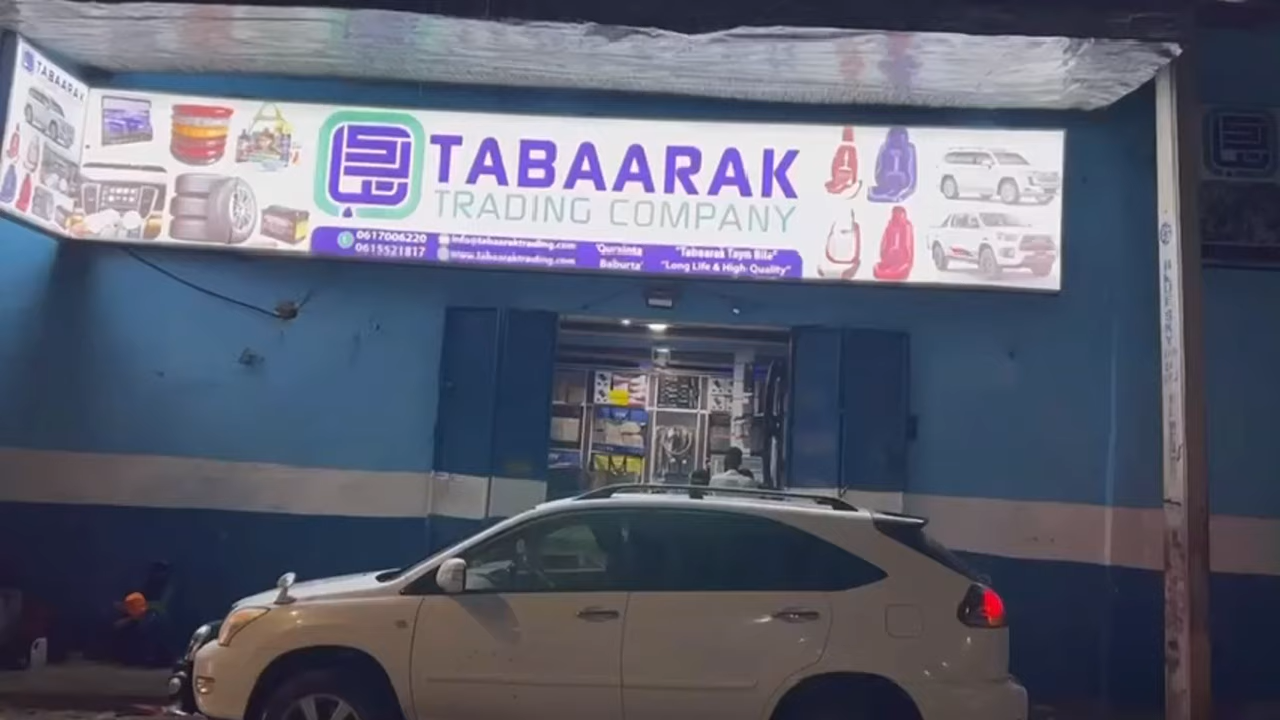 TABAARAK
TABAARAK
TRADING COMPANY
0617006220
0615521817
info@tabaaraktrading.com
www.tabaaraktrading.com
'Qurxinta
Baburta'
"Tabaarak Taym Bila"
"Long Life & High Quality"